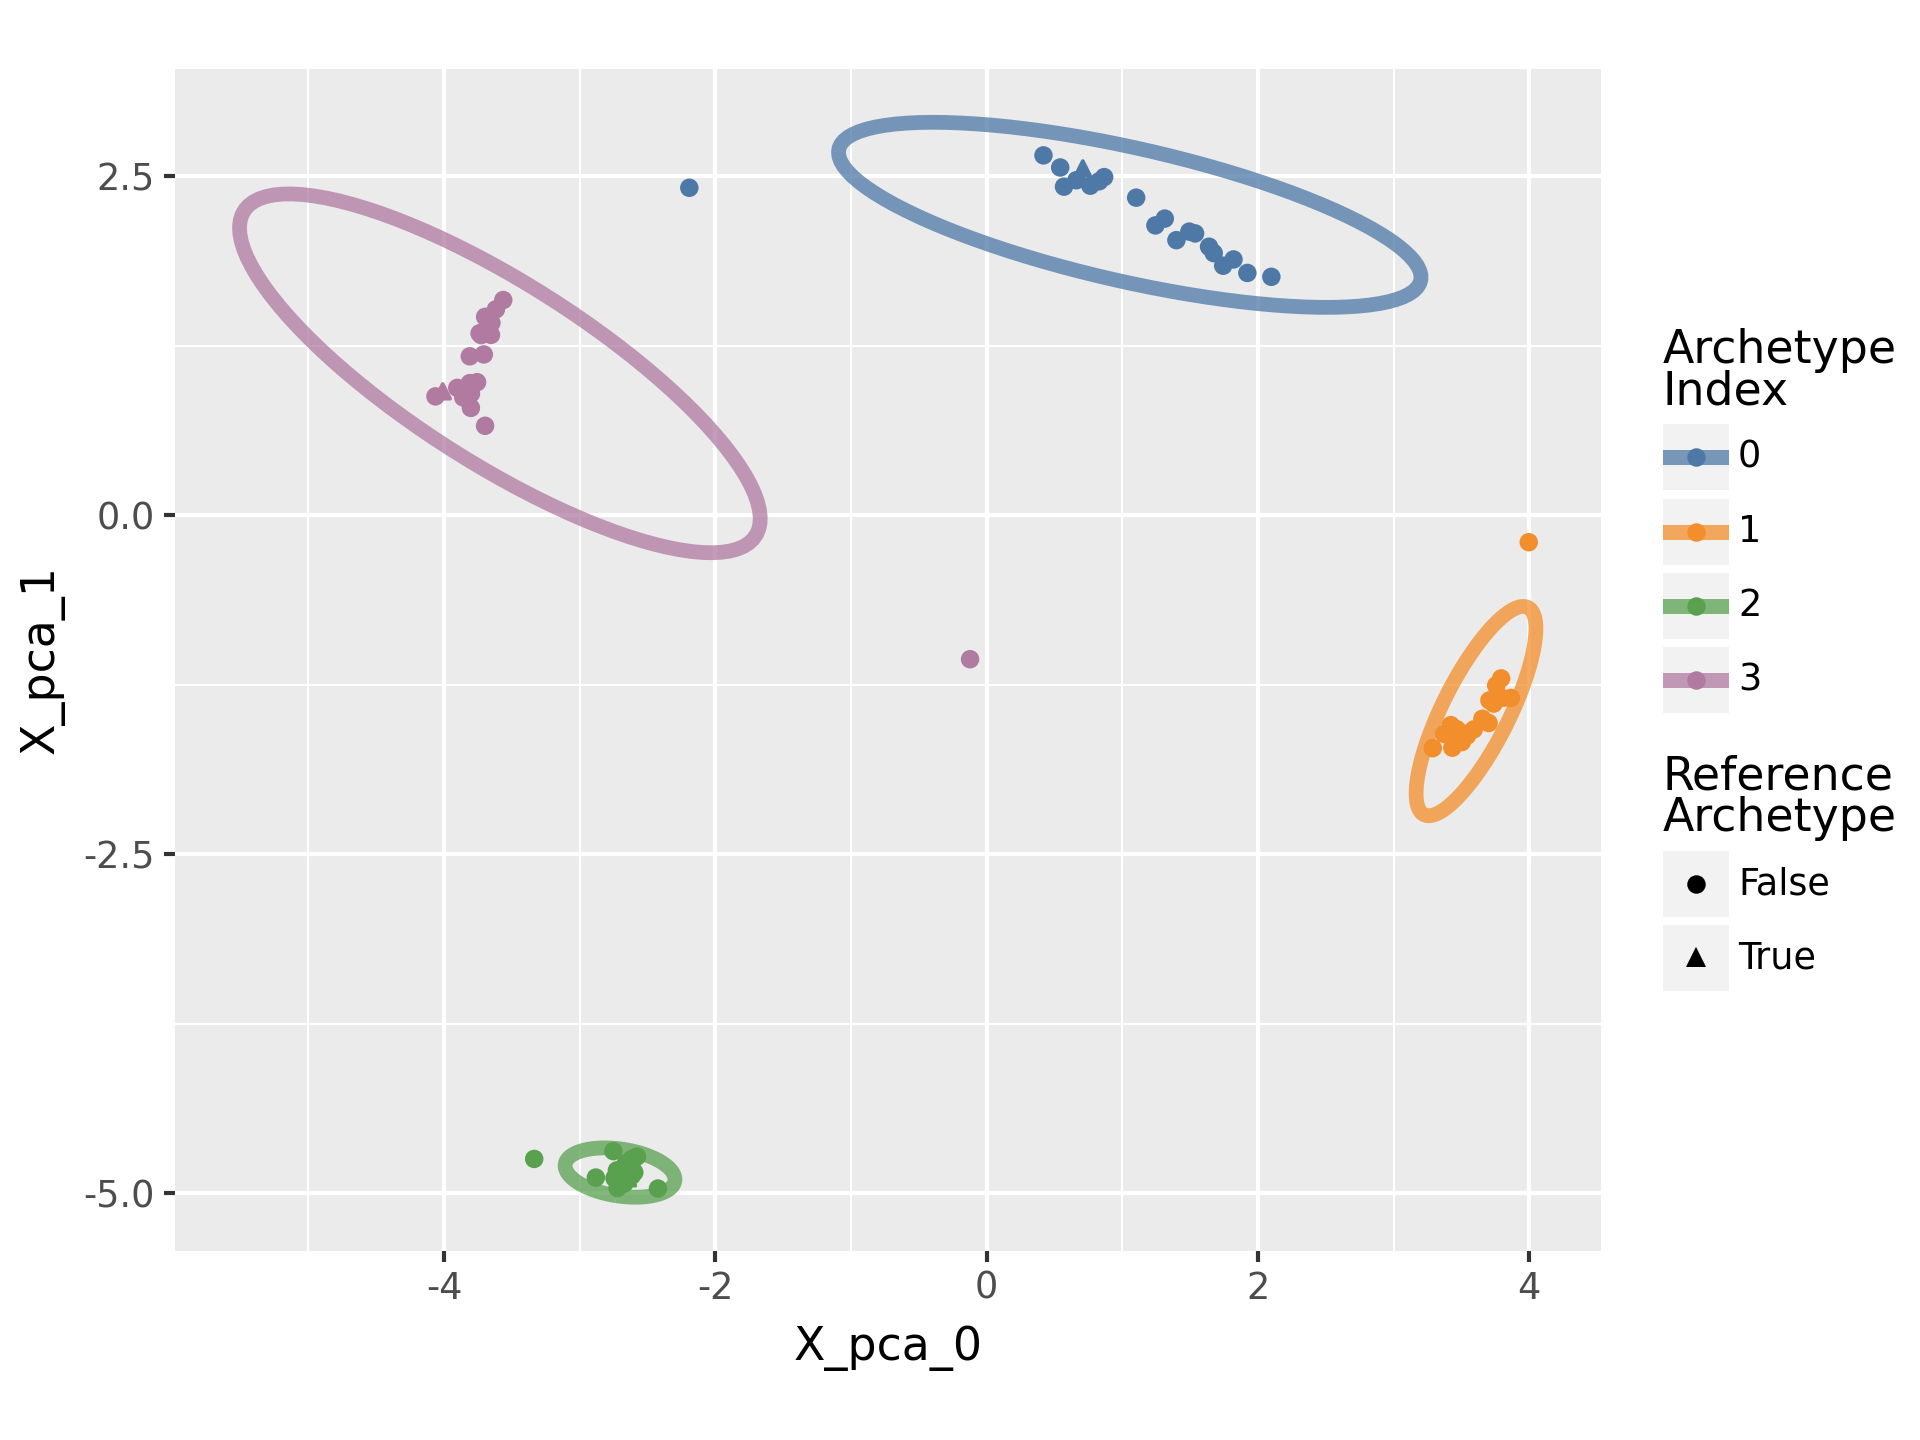 2.5
0.0
-2.5
-5.0
X_pca_1
-4
-2
0
2
4
X_pca_0
Archetype
Index
0
1
2
3
Reference
Archetype
False
True